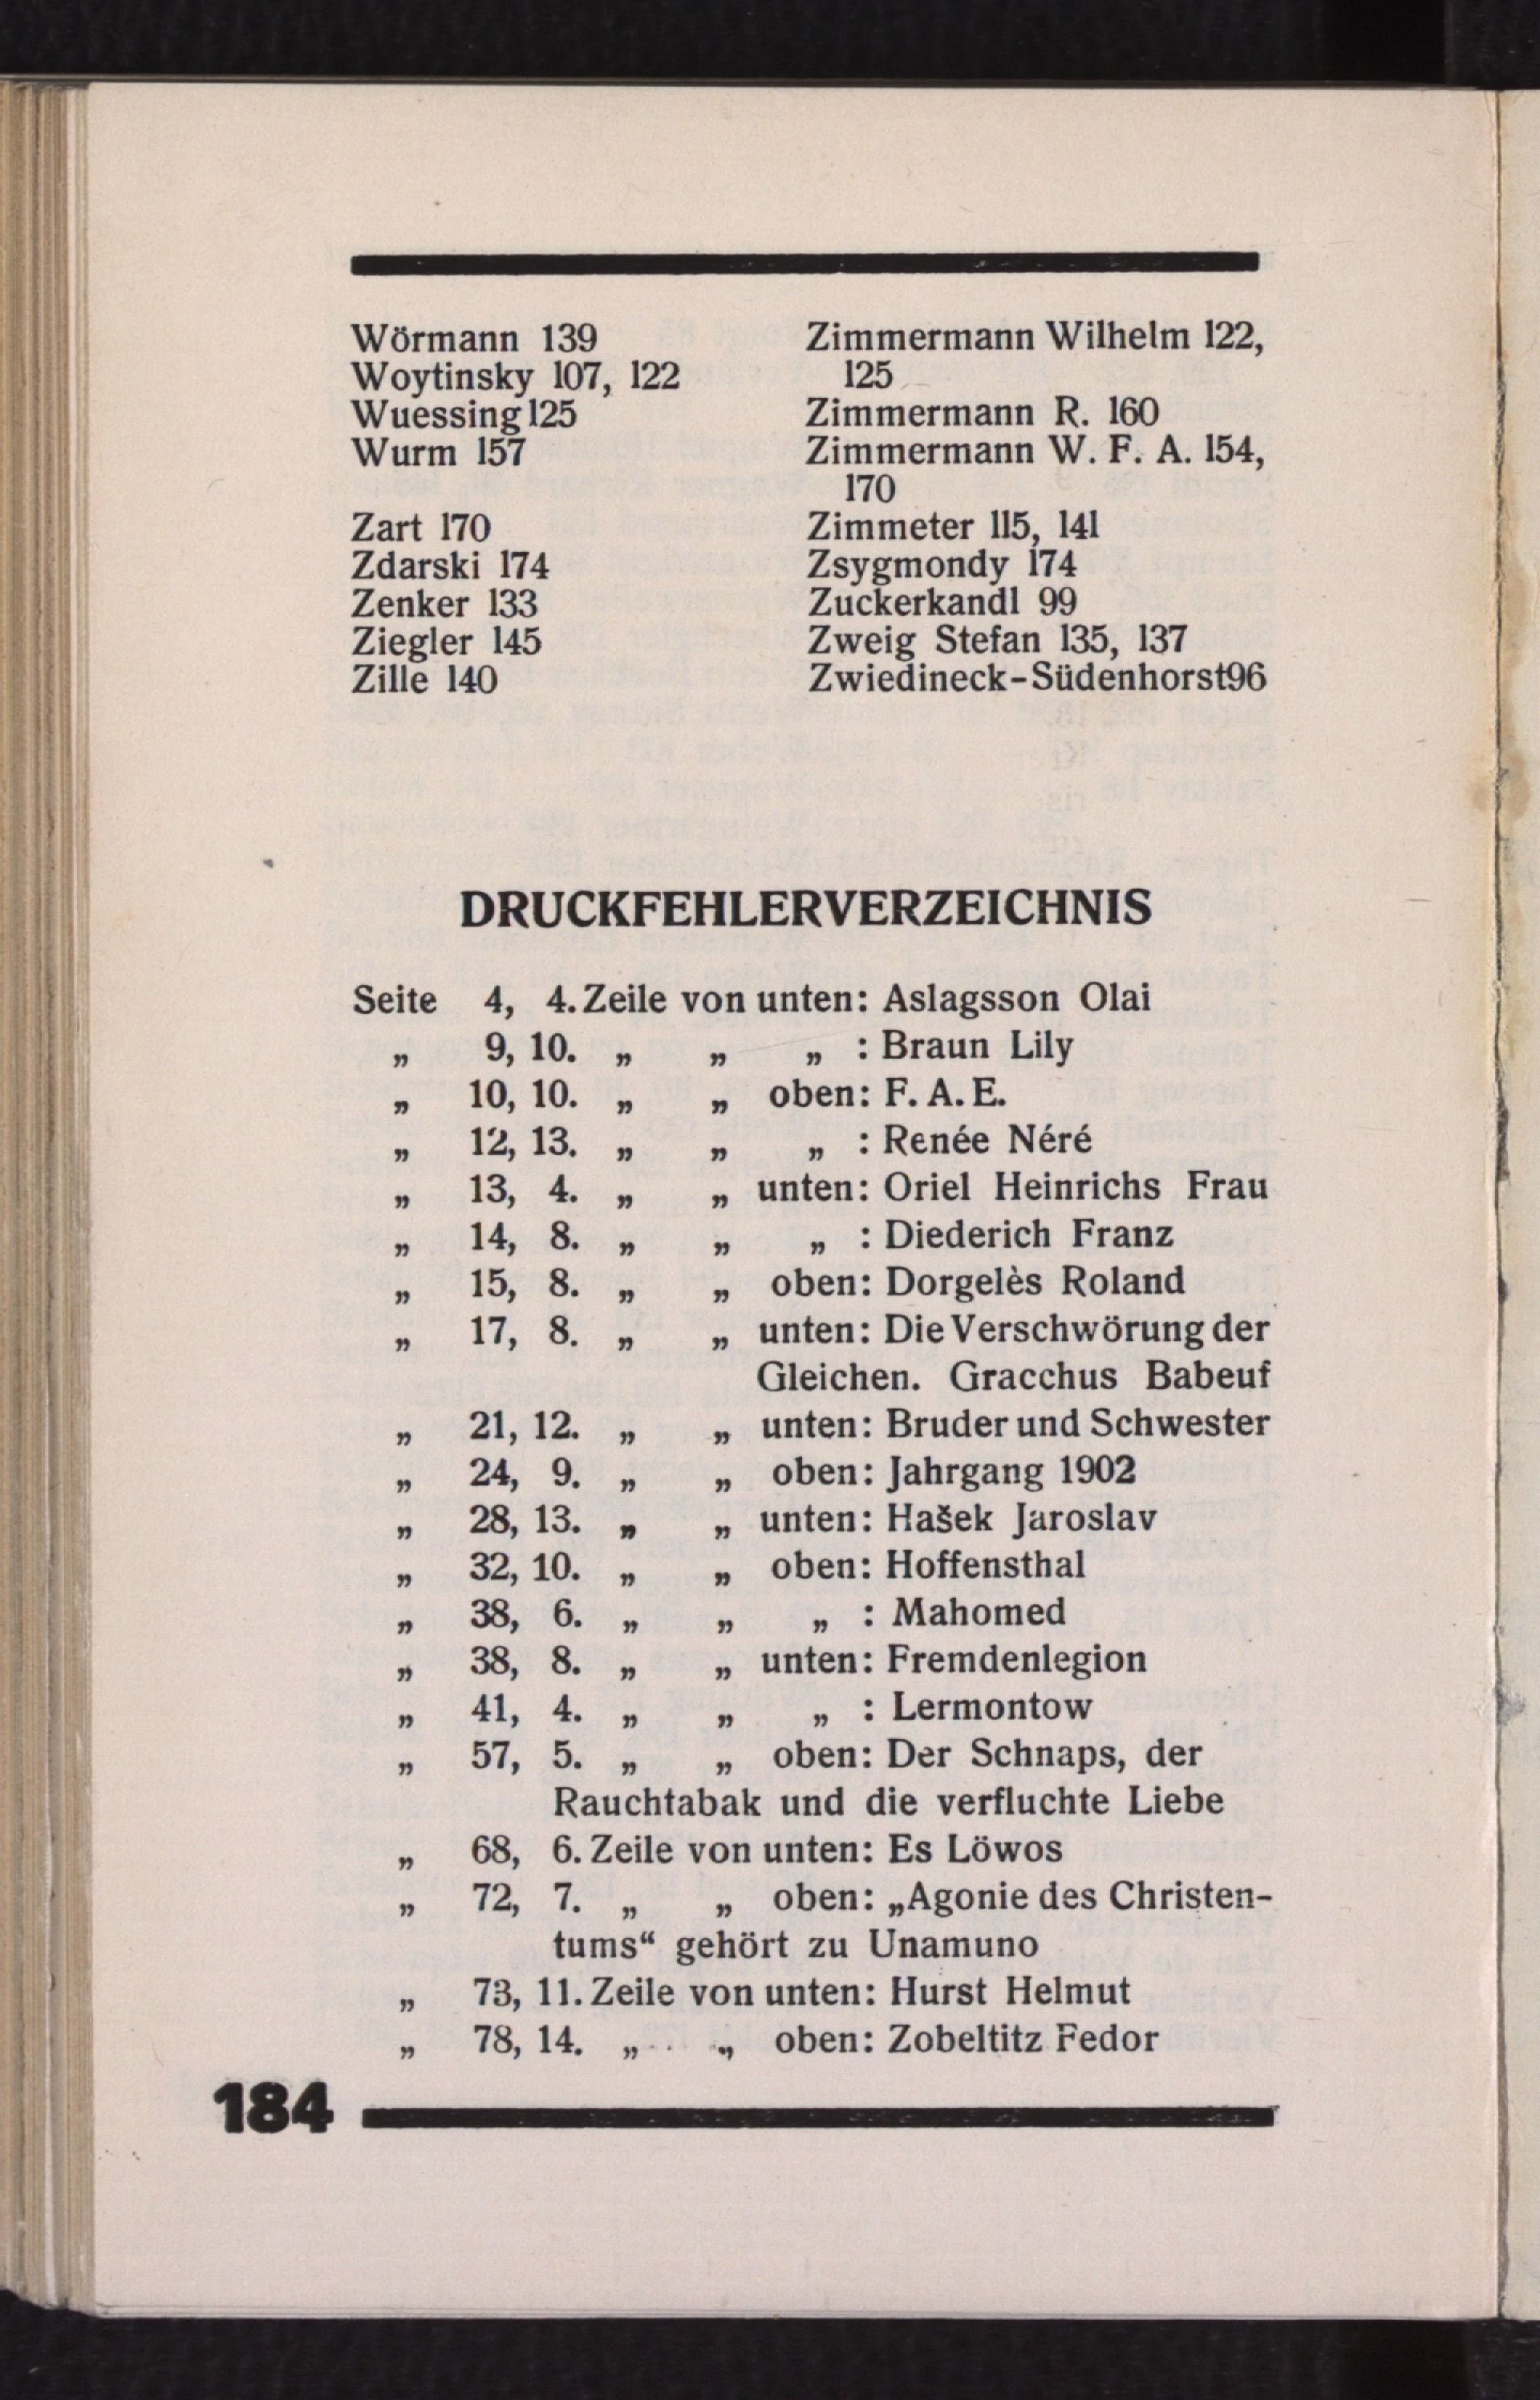 Wörmann 139
Woytinsky 107, 122
Wuessing 125
Wurm 157
Zart 170
Zdarski 174
Zenker 133
Ziegler 145
Zille 140
Zimmermann Wilhelm 122,
125
Zimmermann R. 160
Zimmermann W. F. A. 154,
170
Zimmeter 115, 141
Zsygmondy 174
Zuckerkandl 99
Zweig Stefan 135, 137
Zwiedineck-Südenhorst96
DRUCKFEHLERVERZEICHNIS
Seite 4, 4. Zeile von unten: Aslagsson Olai
„ 9, 10. „ „ „ : Braun Lily
„ 10, 10. „ „ oben: F. A. E.
„ 12, 13. „ „ „ : Renée Néré
„ 13, 4. „ „ unten: Oriel Heinrichs Frau
„ 14, 8. „ „ „ : Diederich Franz
„ 15, 8. „ „ oben: Dorgelès Roland
„ 17, 8. „ „ unten: Die Verschwörung der
Gleichen. Gracchus Babeuf
„ 21, 12. „ „ unten: Bruder und Schwester
„ 24, 9. „ „ oben: Jahrgang 1902
„ 28, 13. „ „ unten: Hašek Jaroslav
„ 32, 10. „ „ oben: Hoffensthal
„ 38, 6. „ „ „ : Mahomed
„ 38, 8. „ „ unten: Fremdenlegion
„ 41, 4. „ „ „ : Lermontow
„ 57, 5. „ „ oben: Der Schnaps, der
Rauchtabak und die verfluchte Liebe
„ 68, 6. Zeile von unten: Es Löwos
„ 72, 7. „ „ oben: „Agonie des Christen-
tums“ gehört zu Unamuno
„ 73, 11. Zeile von unten: Hurst Helmut
„ 78, 14. „ „ oben: Zobeltitz Fedor
184